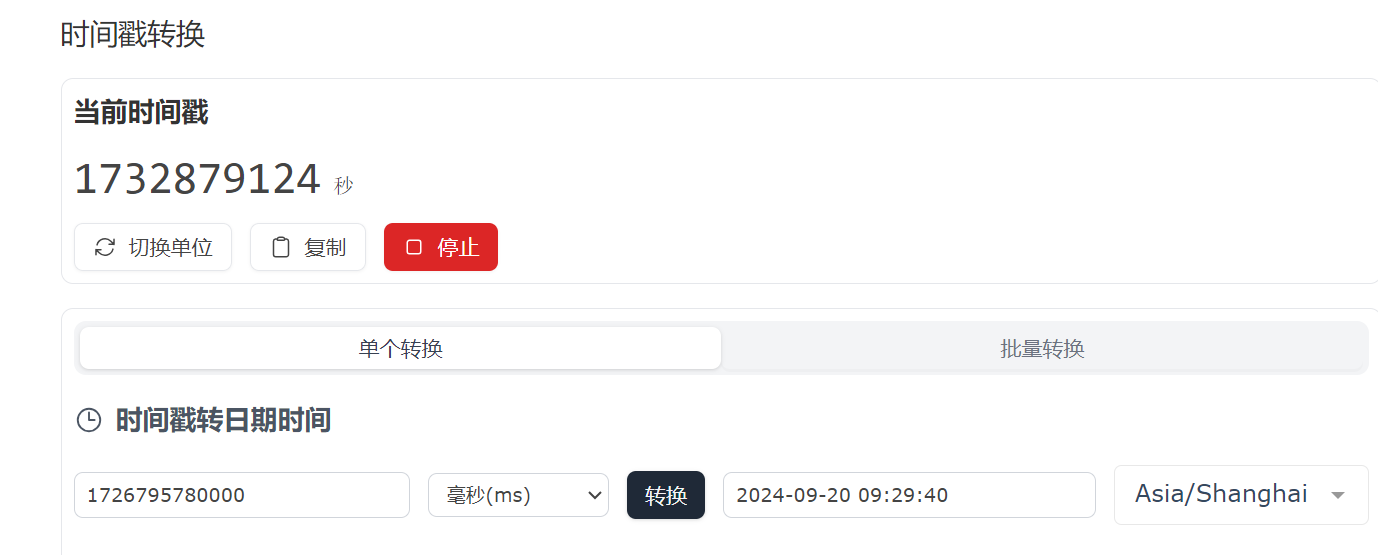 时间戳转换
当前时间戳
1732879124 秒
切换单位 复制 停止
单个转换 批量转换
时间戳转日期时间
1726795780000 毫秒(ms) 转换 2024-09-20 09:29:40 Asia/Shanghai